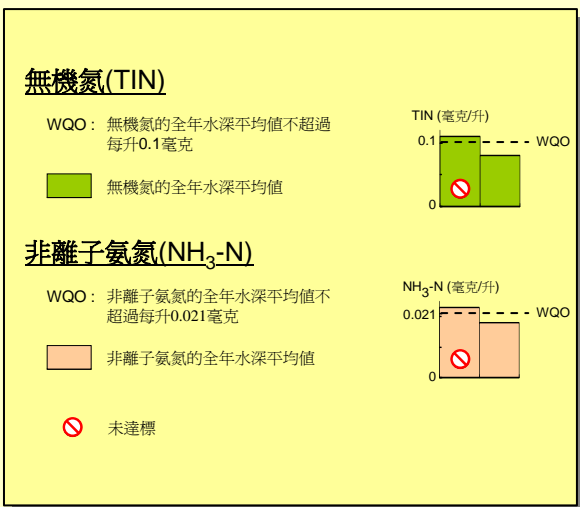 無機氮(TIN)
WQO : 無機氮的全年水深平均值不超過
每升0.1毫克
無機氮的全年水深平均值
TIN (毫克/升)
0.1
WQO
0
非離子氨氮(NH3-N)
WQO : 非離子氨氮的全年水深平均值不
超過每升0.021毫克
非離子氨氮的全年水深平均值
NH3-N (毫克/升)
0.021
WQO
0
未達標